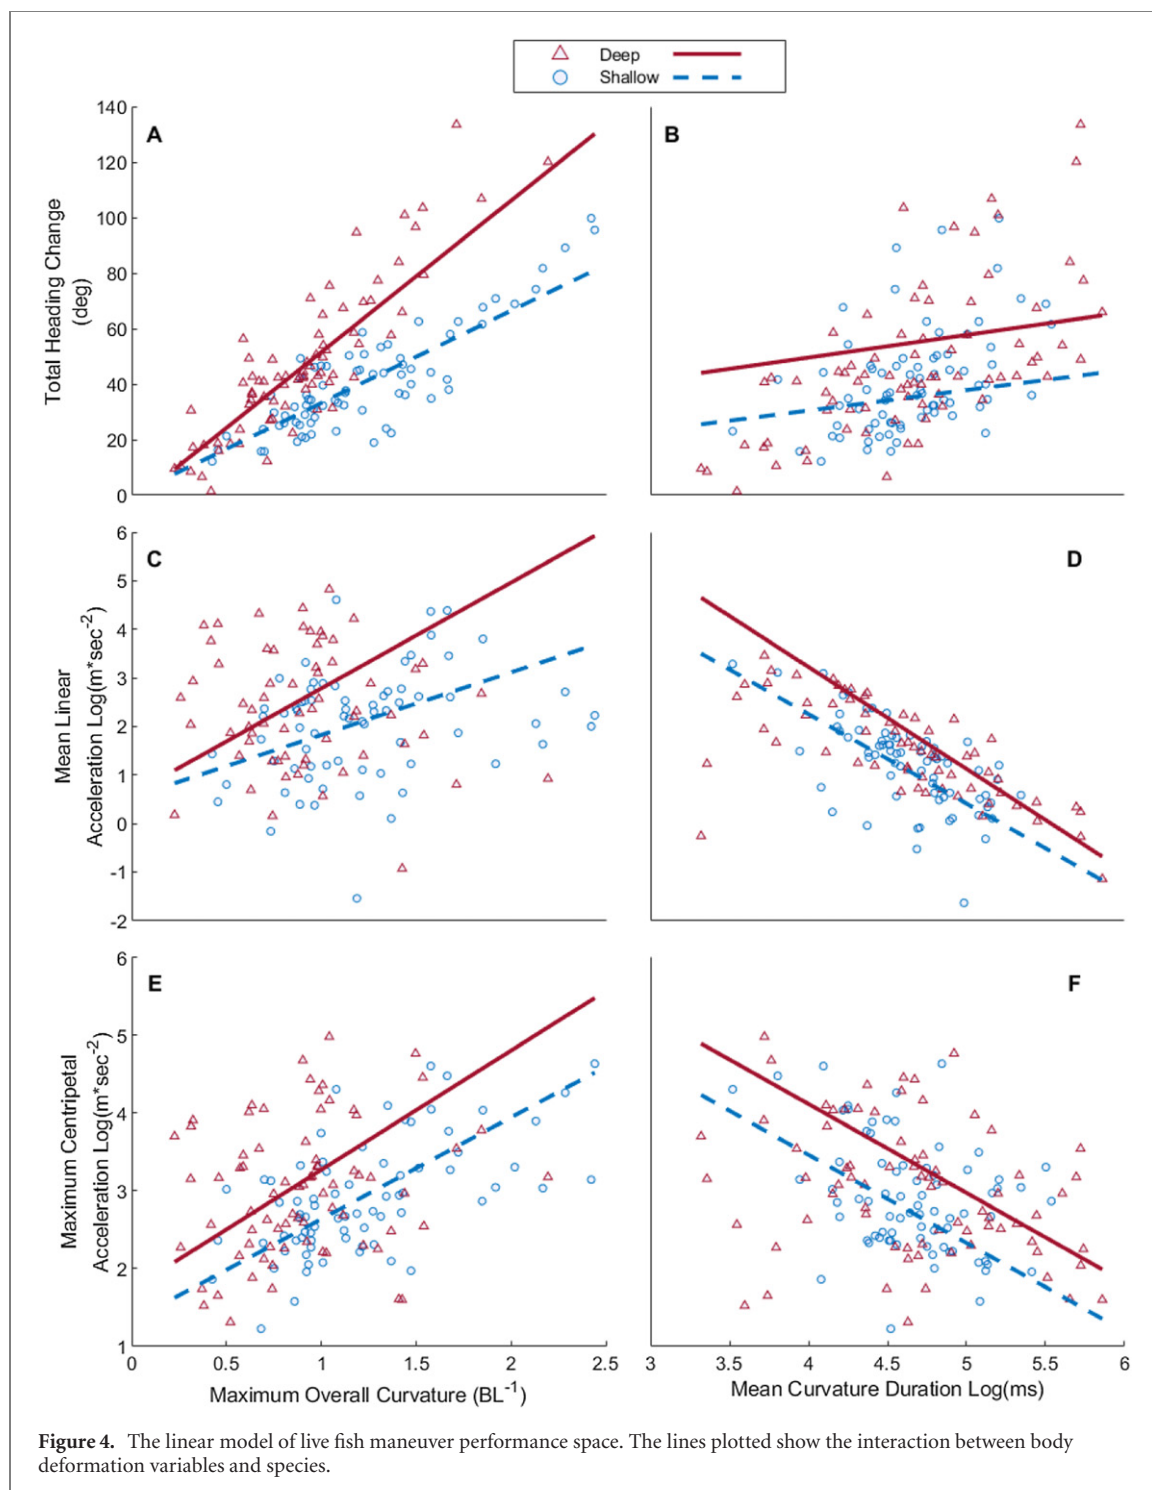 Deep
Shallow
A
B
140
120
100
80
60
40
20
0
Total Heading Change
(deg)
C
D
6
5
4
3
2
1
0
-1
-2
Mean Linear
Acceleration Log(m*sec⁻²)
E
F
6
5
4
3
2
1
Maximum Centripetal
Acceleration Log(m*sec⁻²)
0 0.5 1 1.5 2 2.5
3 3.5 4 4.5 5 5.5 6
Maximum Overall Curvature (BL⁻¹)
Mean Curvature Duration Log(ms)
Figure 4. The linear model of live fish maneuver performance space. The lines plotted show the interaction between body
deformation variables and species.